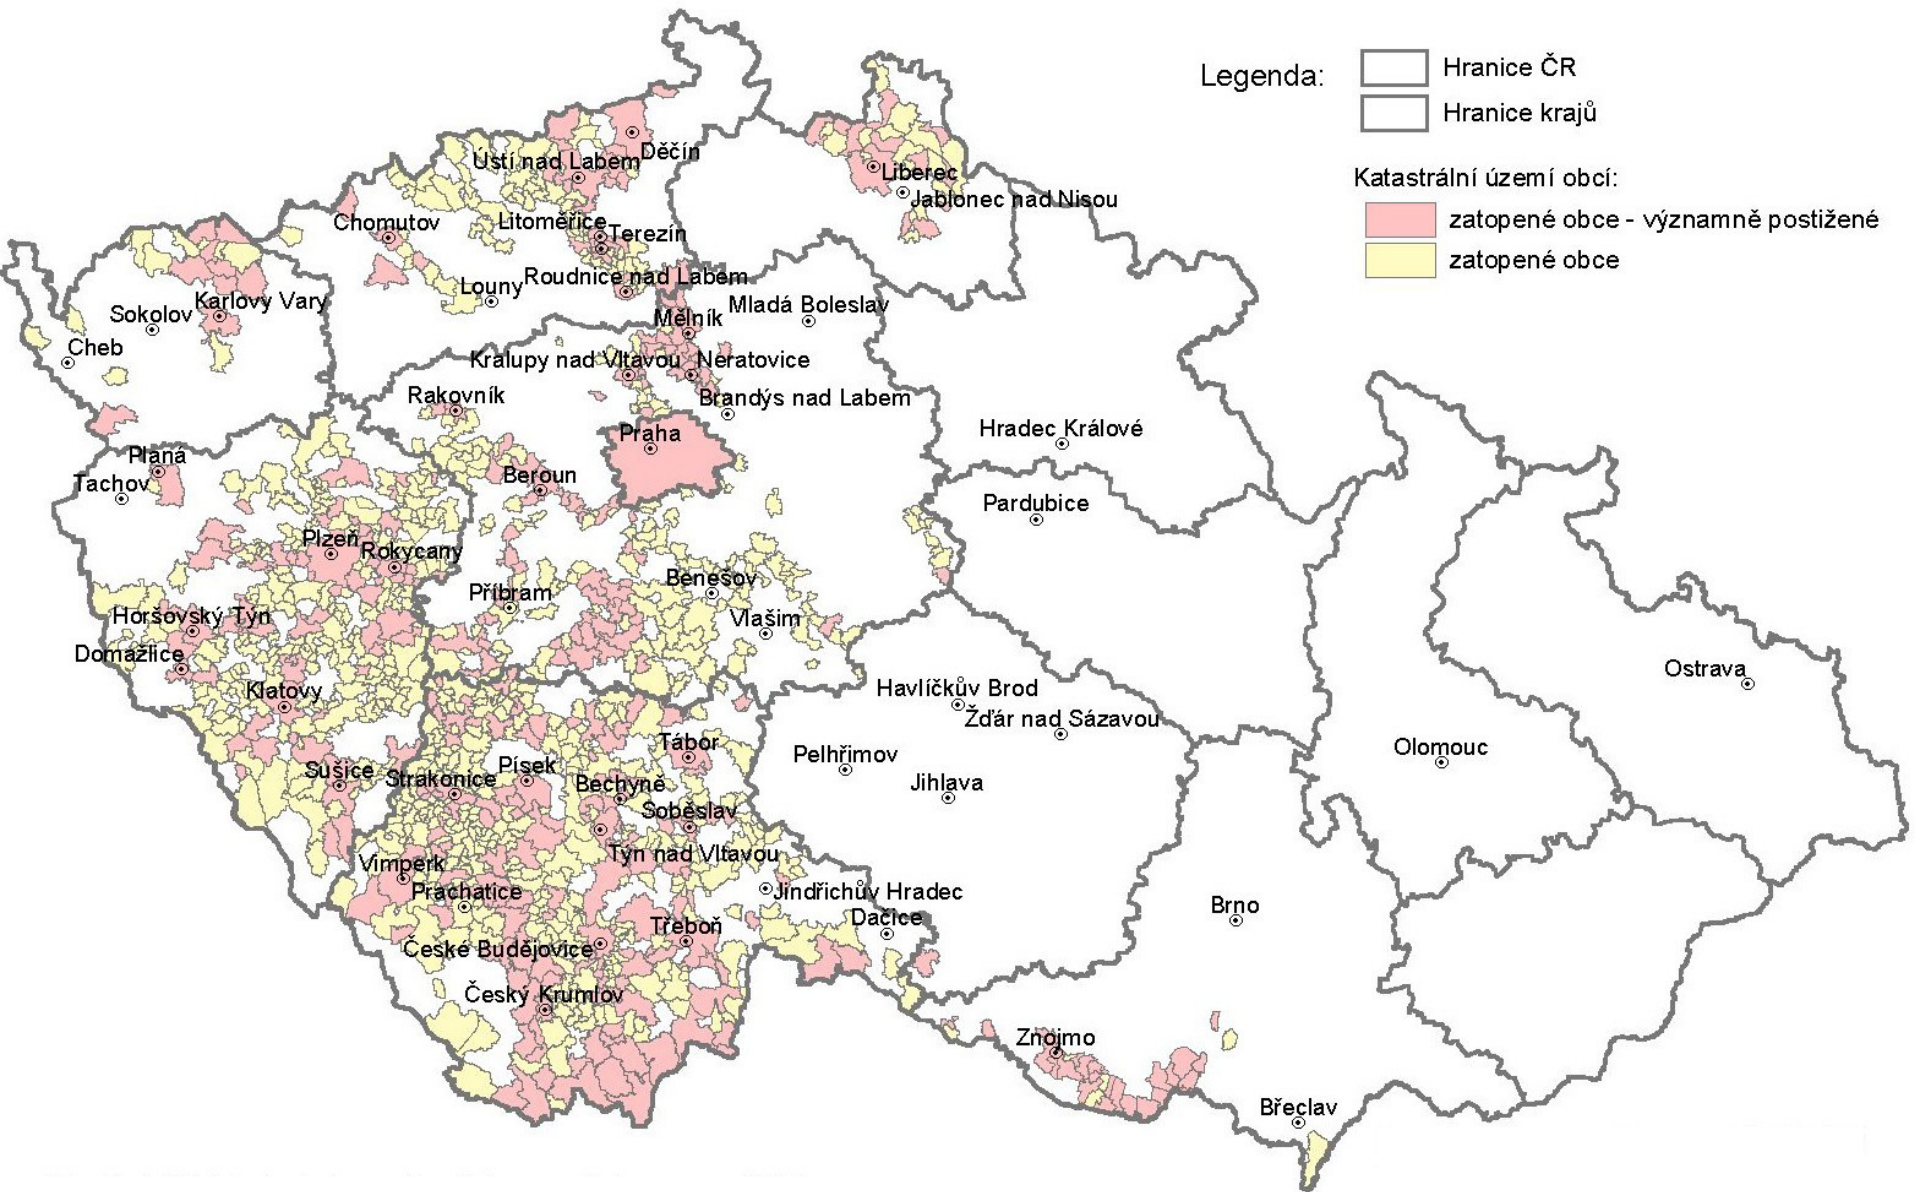 Legenda:
Hranice ČR
Hranice krajů
Katastrální území obcí:
zatopené obce - významně postižené
zatopené obce
Děčín
Ústí nad Labem
Liberec
Jablonec nad Nisou
Chomutov
Litoměřice
Terezín
Roudnice nad Labem
Louny
Karlovy Vary
Sokolov
Mladá Boleslav
Mělník
Cheb
Kralupy nad Vltavou
Neratovice
Rakovník
Brandýs nad Labem
Praha
Hradec Králové
Planá
Tachov
Beroun
Pardubice
Plzeň
Rokycany
Benešov
Příbram
Horšovský Týn
Vlašim
Domažlice
Ostrava
Klatovy
Havlíčkův Brod
Žďár nad Sázavou
Tábor
Pelhřimov
Olomouc
Sušice
Strakonice
Písek
Bechyně
Jihlava
Soběslav
Týn nad Vltavou
Vimperk
Prachatice
Jindřichův Hradec
Dačice
Brno
Třeboň
České Budějovice
Český Krumlov
Znojmo
Břeclav